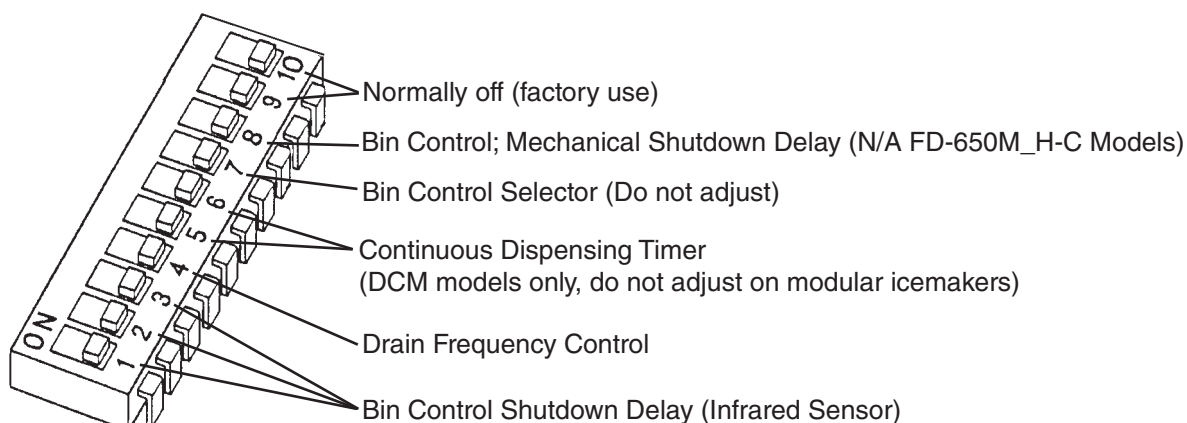 10
9
8
7
6
5
4
3
2
1
ON
Normally off (factory use)
Bin Control; Mechanical Shutdown Delay (N/A FD-650M_H-C Models)
Bin Control Selector (Do not adjust)
Continuous Dispensing Timer
(DCM models only, do not adjust on modular icemakers)
Drain Frequency Control
Bin Control Shutdown Delay (Infrared Sensor)